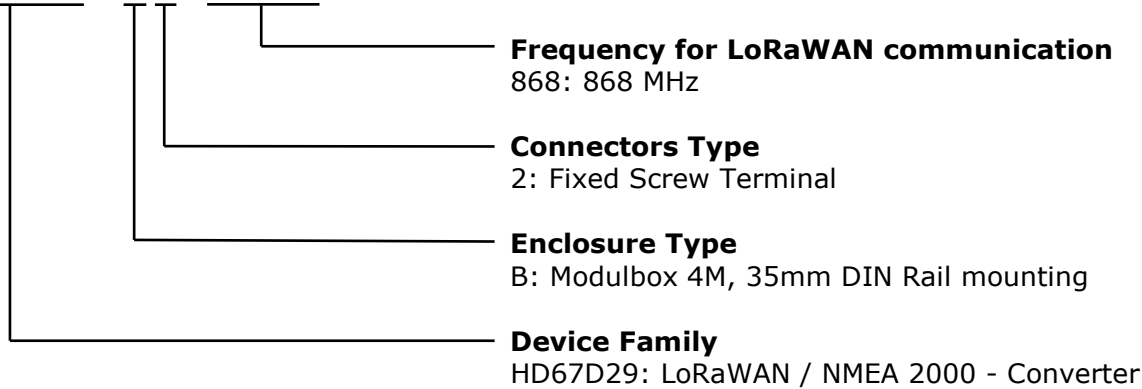 Frequency for LoRaWAN communication
868: 868 MHz
Connectors Type
2: Fixed Screw Terminal
Enclosure Type
B: Modulbox 4M, 35mm DIN Rail mounting
Device Family
HD67D29: LoRaWAN / NMEA 2000 - Converter